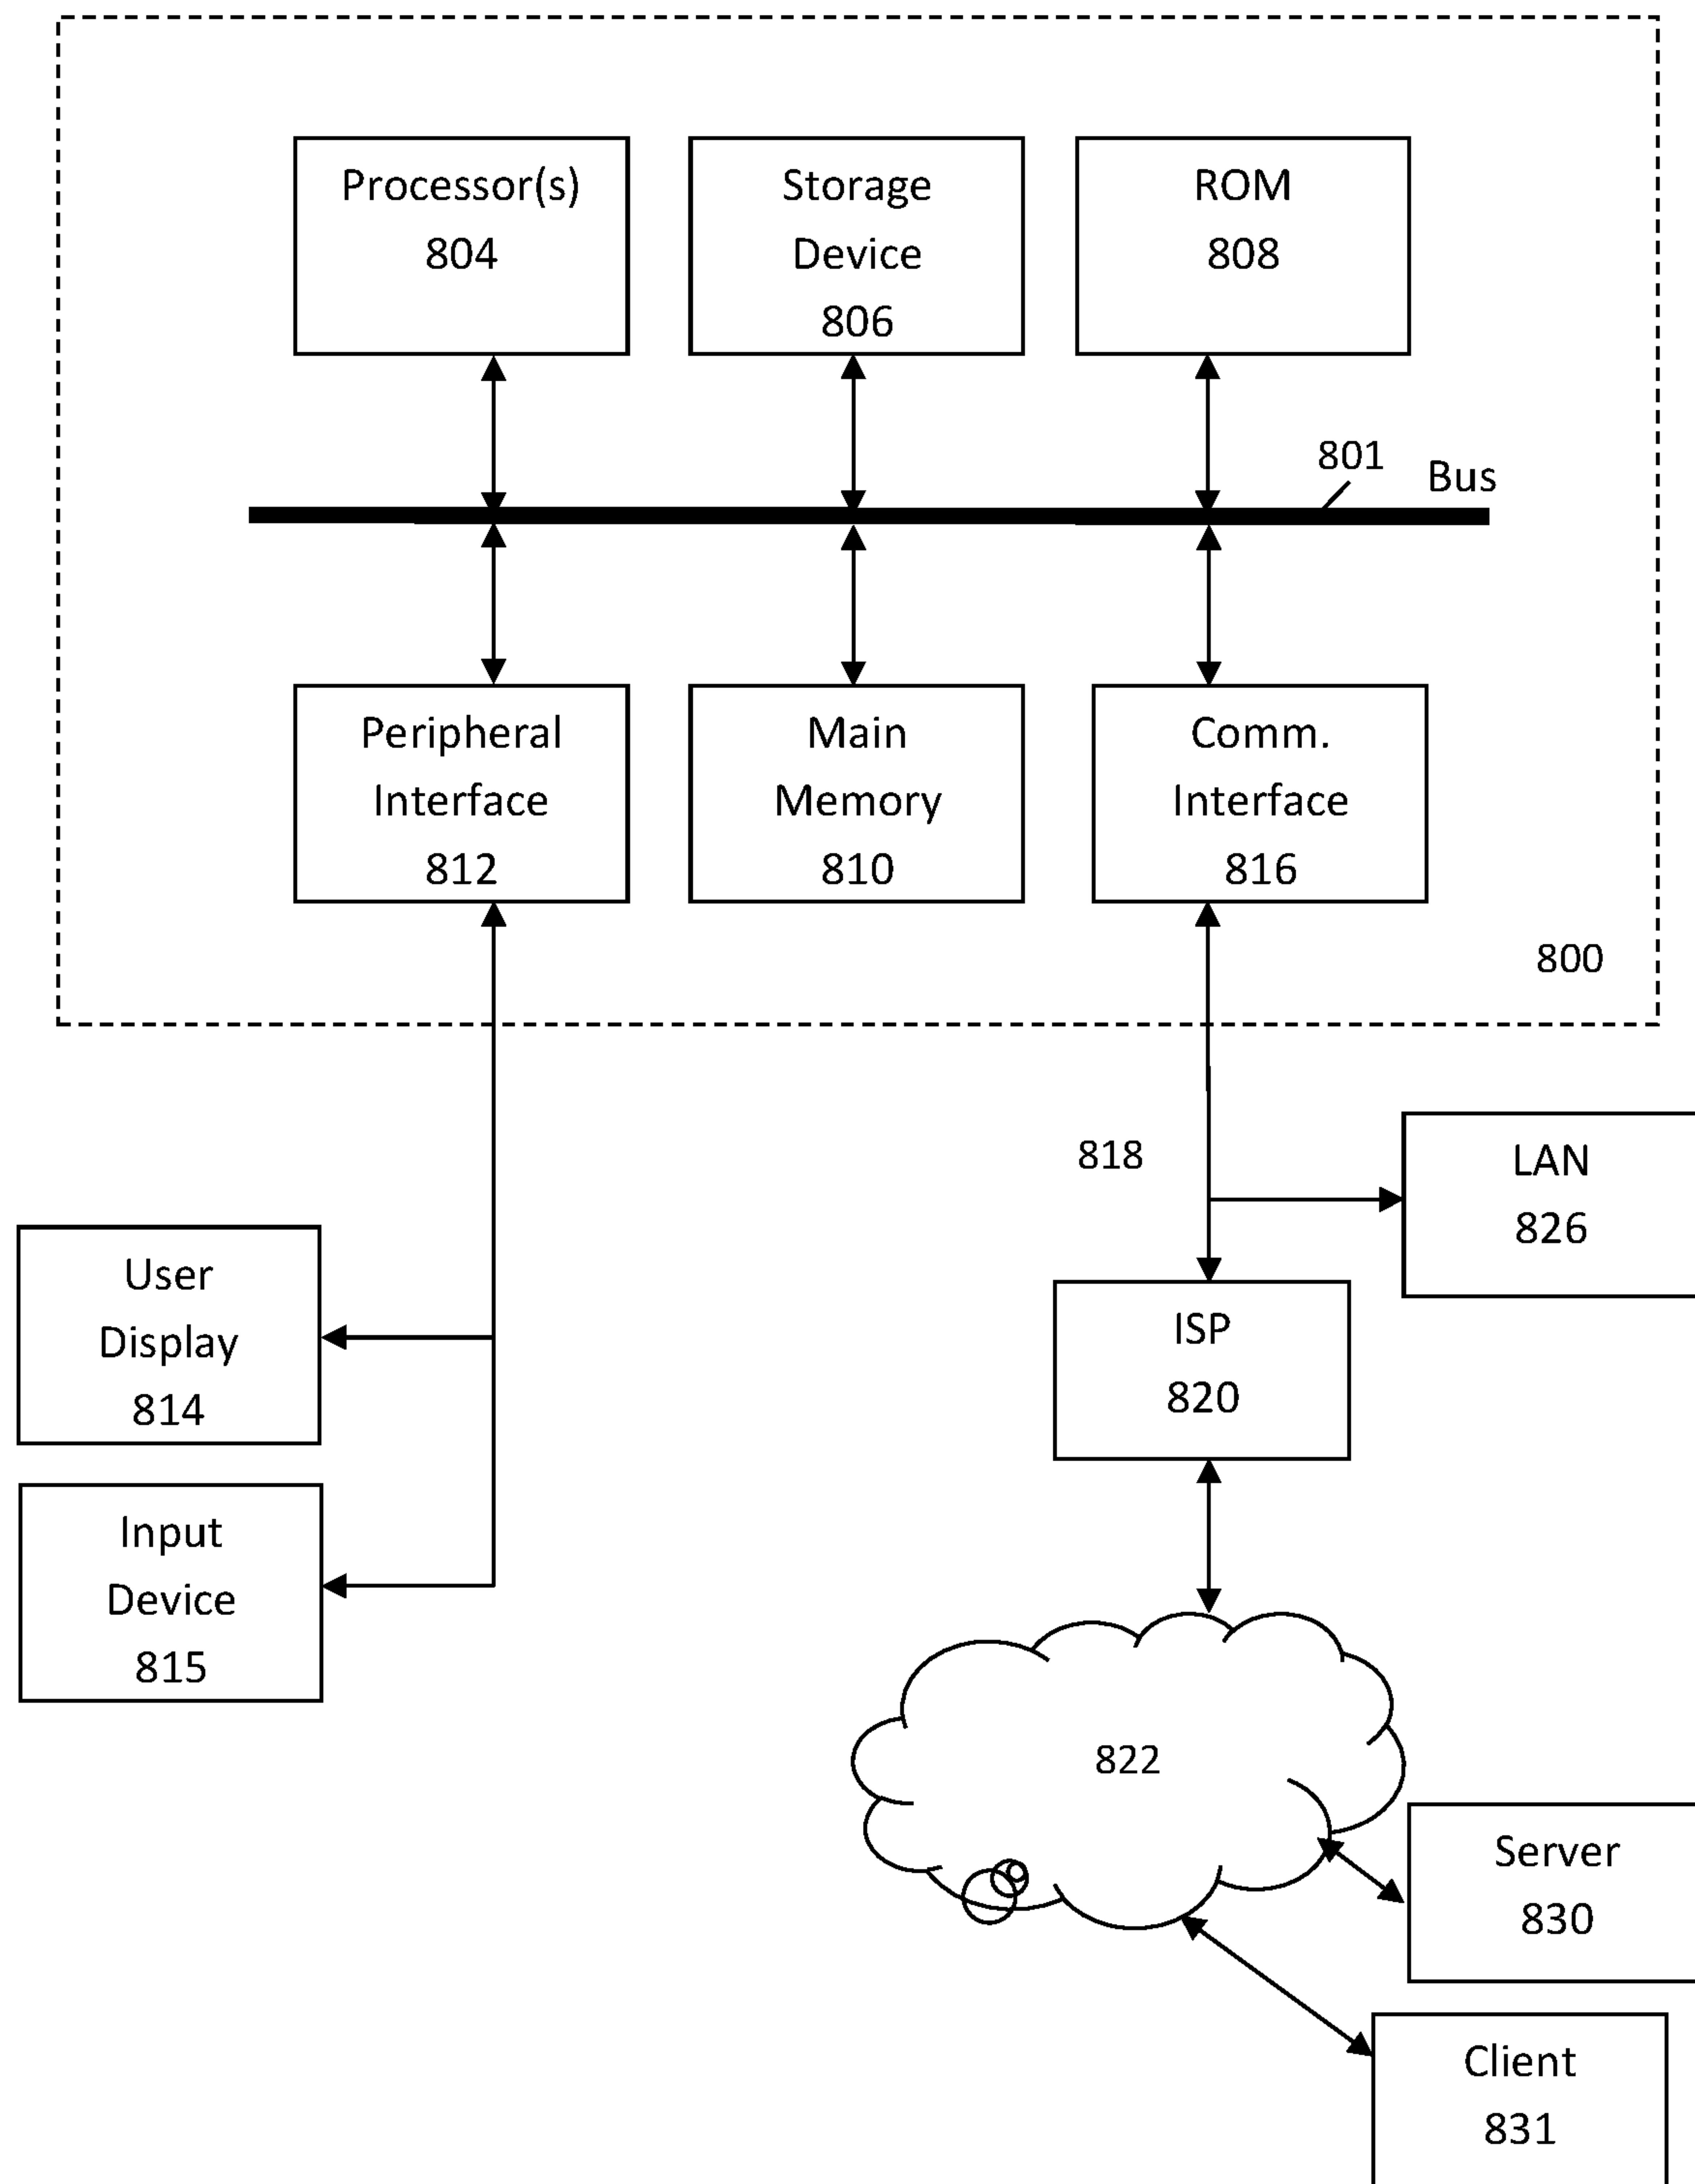 Processor(s)
804
Storage
Device
806
ROM
808
801
Bus
Peripheral
Interface
812
Main
Memory
810
Comm.
Interface
816
800
818
LAN
826
User
Display
814
ISP
820
Input
Device
815
822
Server
830
Client
831